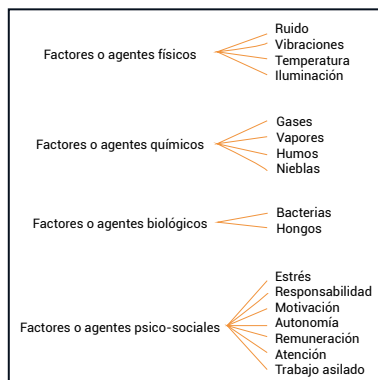 Factores o agentes físicos
Ruido
Vibraciones
Temperatura
Iluminación
Factores o agentes químicos
Gases
Vapores
Humos
Nieblas
Factores o agentes biológicos
Bacterias
Hongos
Factores o agentes psico-sociales
Estrés
Responsabilidad
Motivación
Autonomía
Remuneración
Atención
Trabajo asilado